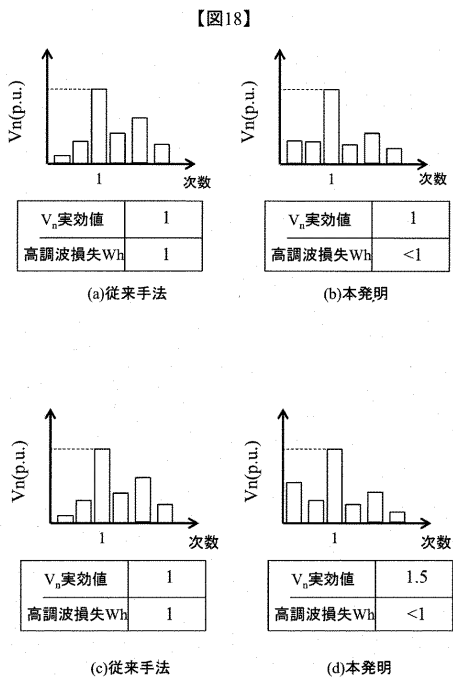 【図18】
Vn(p.u.)
1
次数
Vn(p.u.)
1
次数
Vn実効値 1
高調波損失Wh 1
Vn実効値 1
高調波損失Wh <1
(a)従来手法
(b)本発明
Vn(p.u.)
1
次数
Vn(p.u.)
1
次数
Vn実効値 1
高調波損失Wh 1
Vn実効値 1.5
高調波損失Wh <1
(c)従来手法
(d)本発明